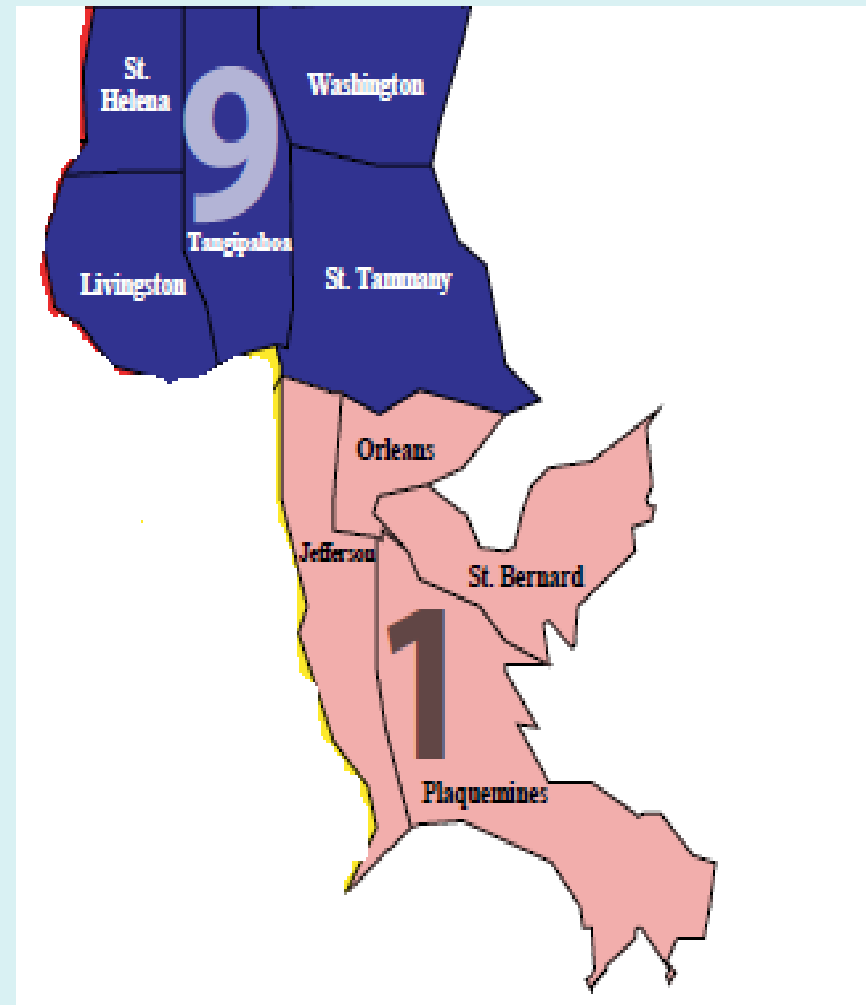 St.
Helena
Washington
9
Tangipahoa
Livingston
St. Tammany
Orleans
Jefferson
St. Bernard
1
Plaquemines